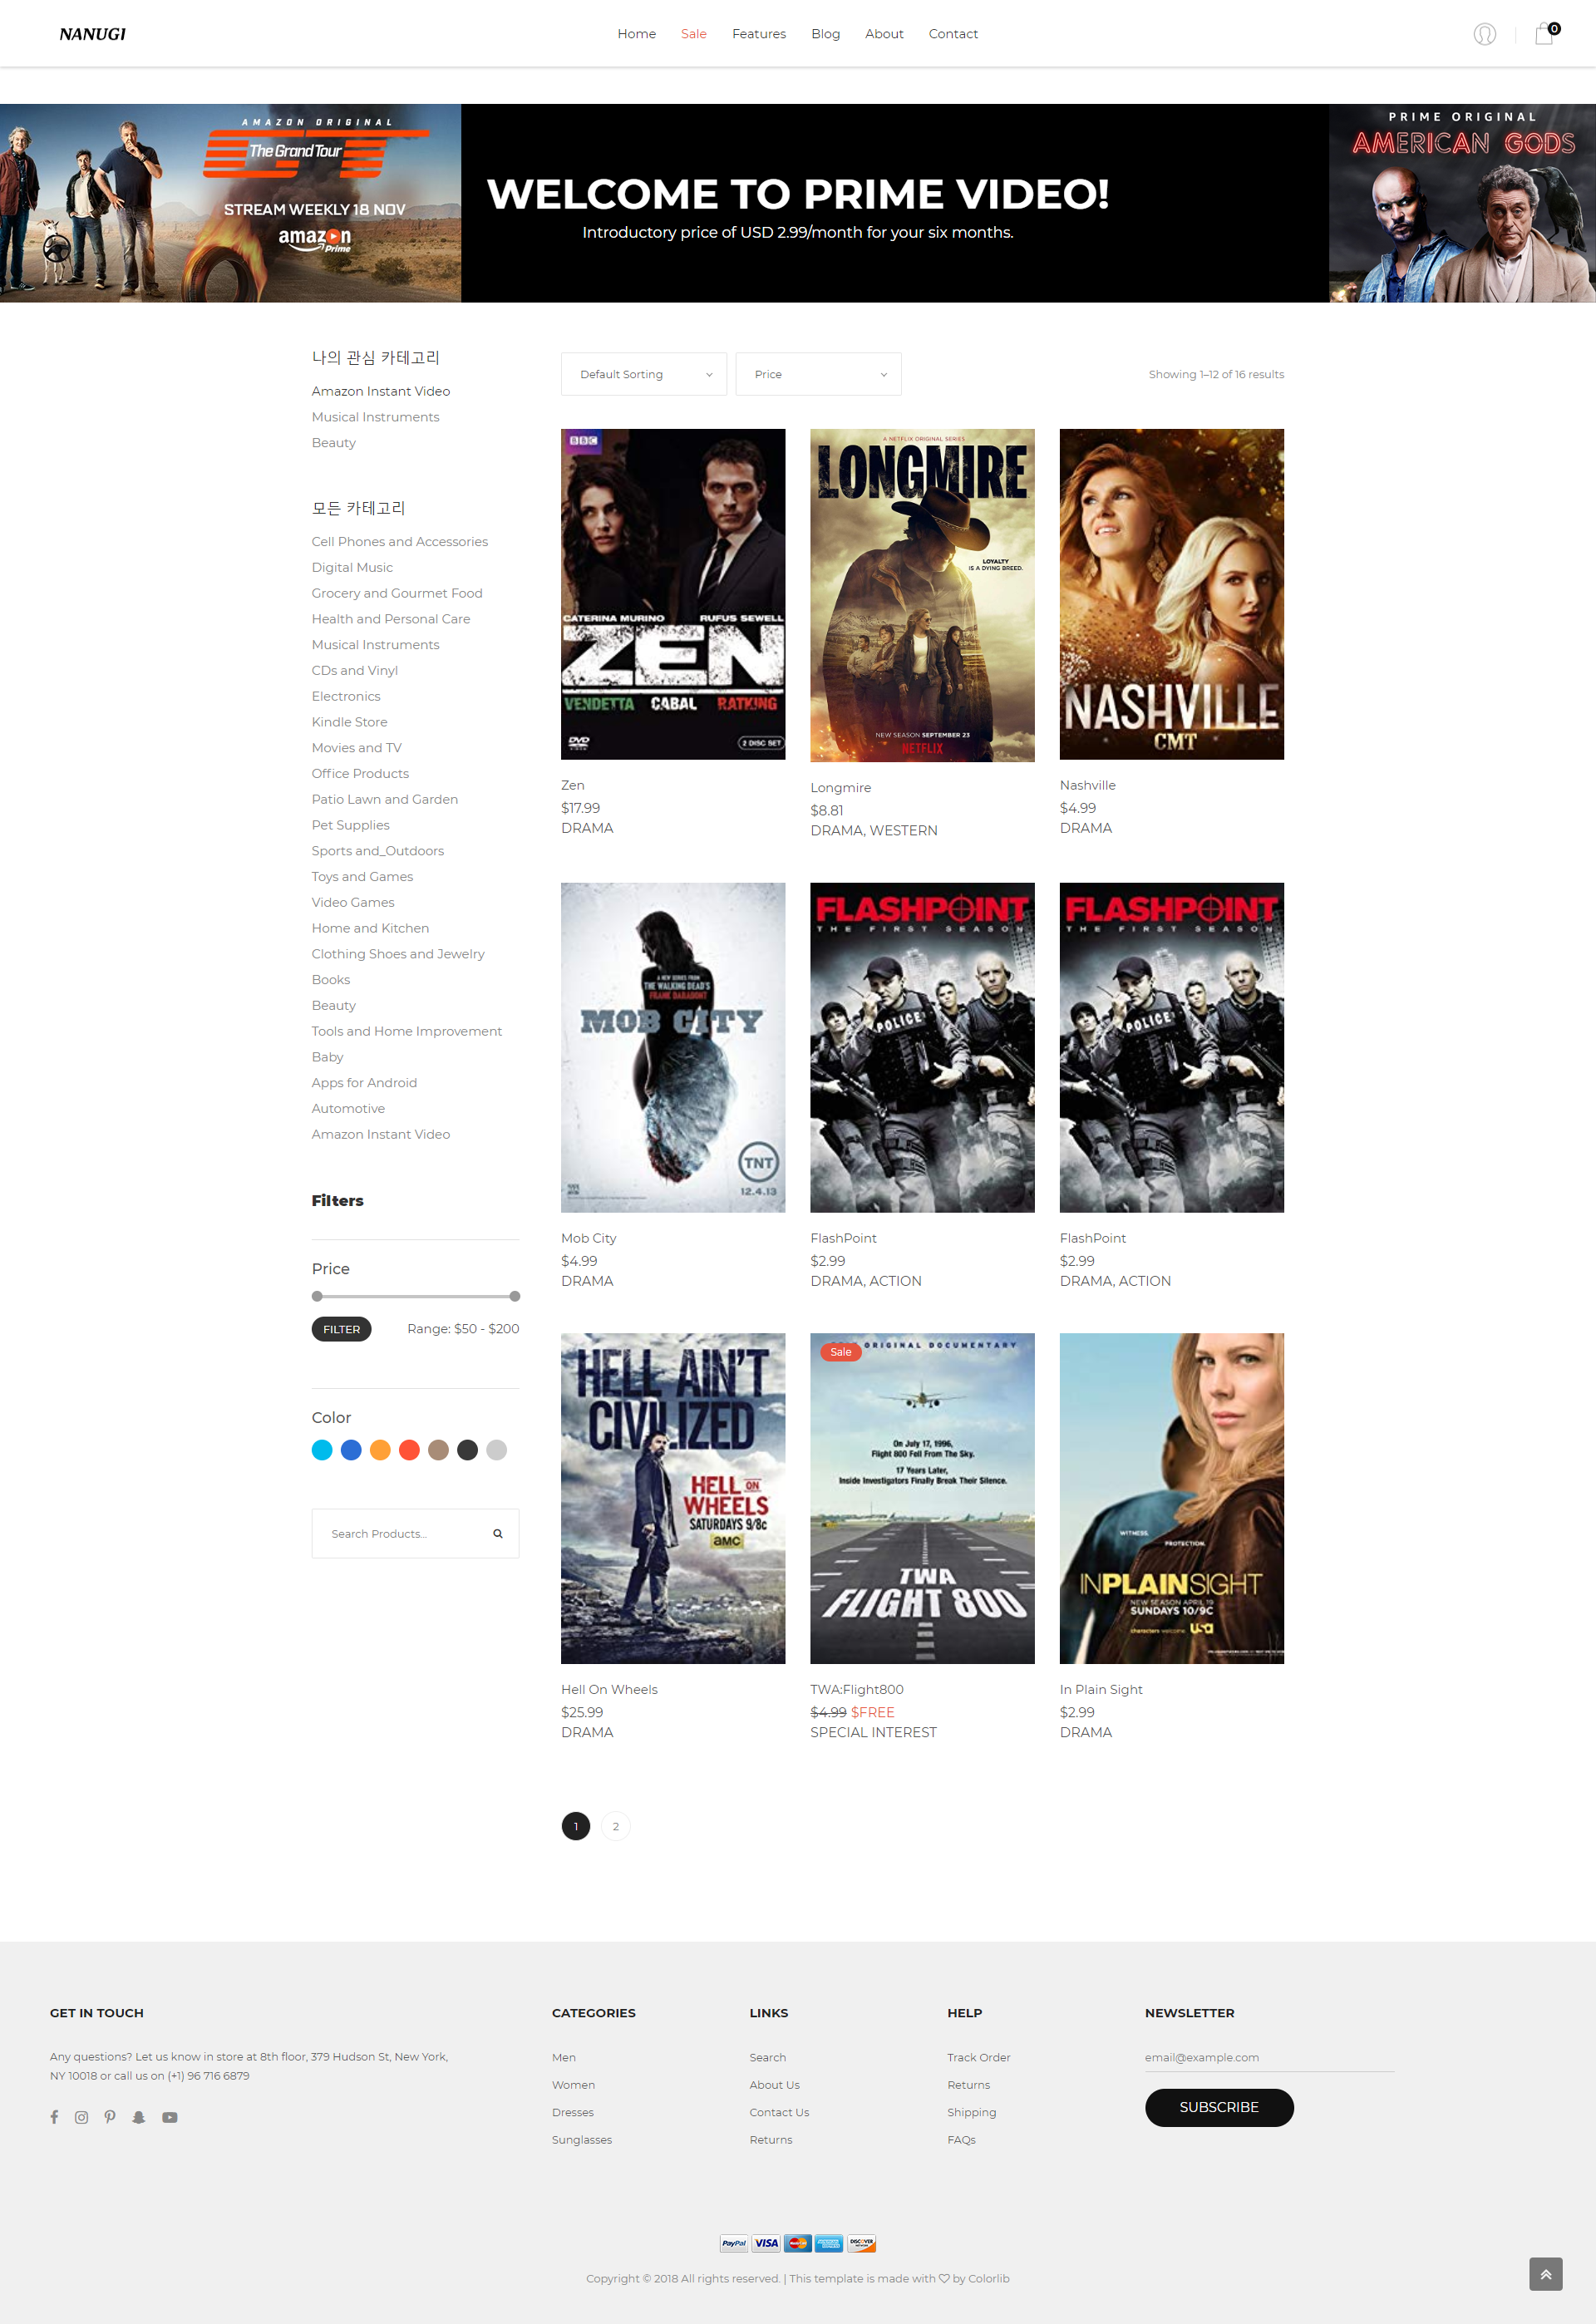 NANUGI
Home Sale Features Blog About Contact
0
AMAZON ORIGINAL
The Grand Tour
STREAM WEEKLY 18 NOV
amazon
Prime
WELCOME TO PRIME VIDEO!
Introductory price of USD 2.99/month for your six months.
PRIME ORIGINAL
AMERICAN GODS
나의 관심 카테고리
Amazon Instant Video
Musical Instruments
Beauty
모든 카테고리
Cell Phones and Accessories
Digital Music
Grocery and Gourmet Food
Health and Personal Care
Musical Instruments
CDs and Vinyl
Electronics
Kindle Store
Movies and TV
Office Products
Patio Lawn and Garden
Pet Supplies
Sports and_Outdoors
Toys and Games
Video Games
Home and Kitchen
Clothing Shoes and Jewelry
Books
Beauty
Tools and Home Improvement
Baby
Apps for Android
Automotive
Amazon Instant Video
Filters
Price
FILTER Range: $50 - $200
Color
Search Products...
Default Sorting Price Showing 1–12 of 16 results
BBC
CATERINA MURINO RUFUS SEWELL
ZEN
VENDETTA CABAL RATKING
DVD 2 DISC SET
Zen
$17.99
DRAMA
A NETFLIX ORIGINAL SERIES
LONGMIRE
LOYALTY
IS A DYING BREED.
NEW SEASON SEPTEMBER 23
NETFLIX
Longmire
$8.81
DRAMA, WESTERN
NASHVILLE
CMT
Nashville
$4.99
DRAMA
A NEW SERIES FROM
THE WALKING DEAD'S
FRANK DARABONT
MOB CITY
TNT
12.4.13
Mob City
$4.99
DRAMA
FLASHPOINT
THE FIRST SEASON
POLICE
FlashPoint
$2.99
DRAMA, ACTION
FLASHPOINT
THE FIRST SEASON
POLICE
FlashPoint
$2.99
DRAMA, ACTION
HELL AIN'T
CIVILIZED
HELL ON
WHEELS
SATURDAYS 9/8c
amc
Hell On Wheels
$25.99
DRAMA
Sale
ORIGINAL DOCUMENTARY
On July 17, 1996,
Flight 800 Fell From The Sky.
17 Years Later,
Inside Investigators Finally Break Their Silence.
TWA
FLIGHT 800
TWA:Flight800
$4.99 $FREE
SPECIAL INTEREST
WITNESS.
PROTECTION.
IN PLAIN SIGHT
NEW SEASON APRIL 19
SUNDAYS 10/9C
characters welcome. usa
In Plain Sight
$2.99
DRAMA
1 2
GET IN TOUCH
Any questions? Let us know in store at 8th floor, 379 Hudson St, New York,
NY 10018 or call us on (+1) 96 716 6879
CATEGORIES
Men
Women
Dresses
Sunglasses
LINKS
Search
About Us
Contact Us
Returns
HELP
Track Order
Returns
Shipping
FAQs
NEWSLETTER
email@example.com
SUBSCRIBE
PayPal VISA MasterCard DISCOVER
Copyright © 2018 All rights reserved. | This template is made with ♡ by Colorlib